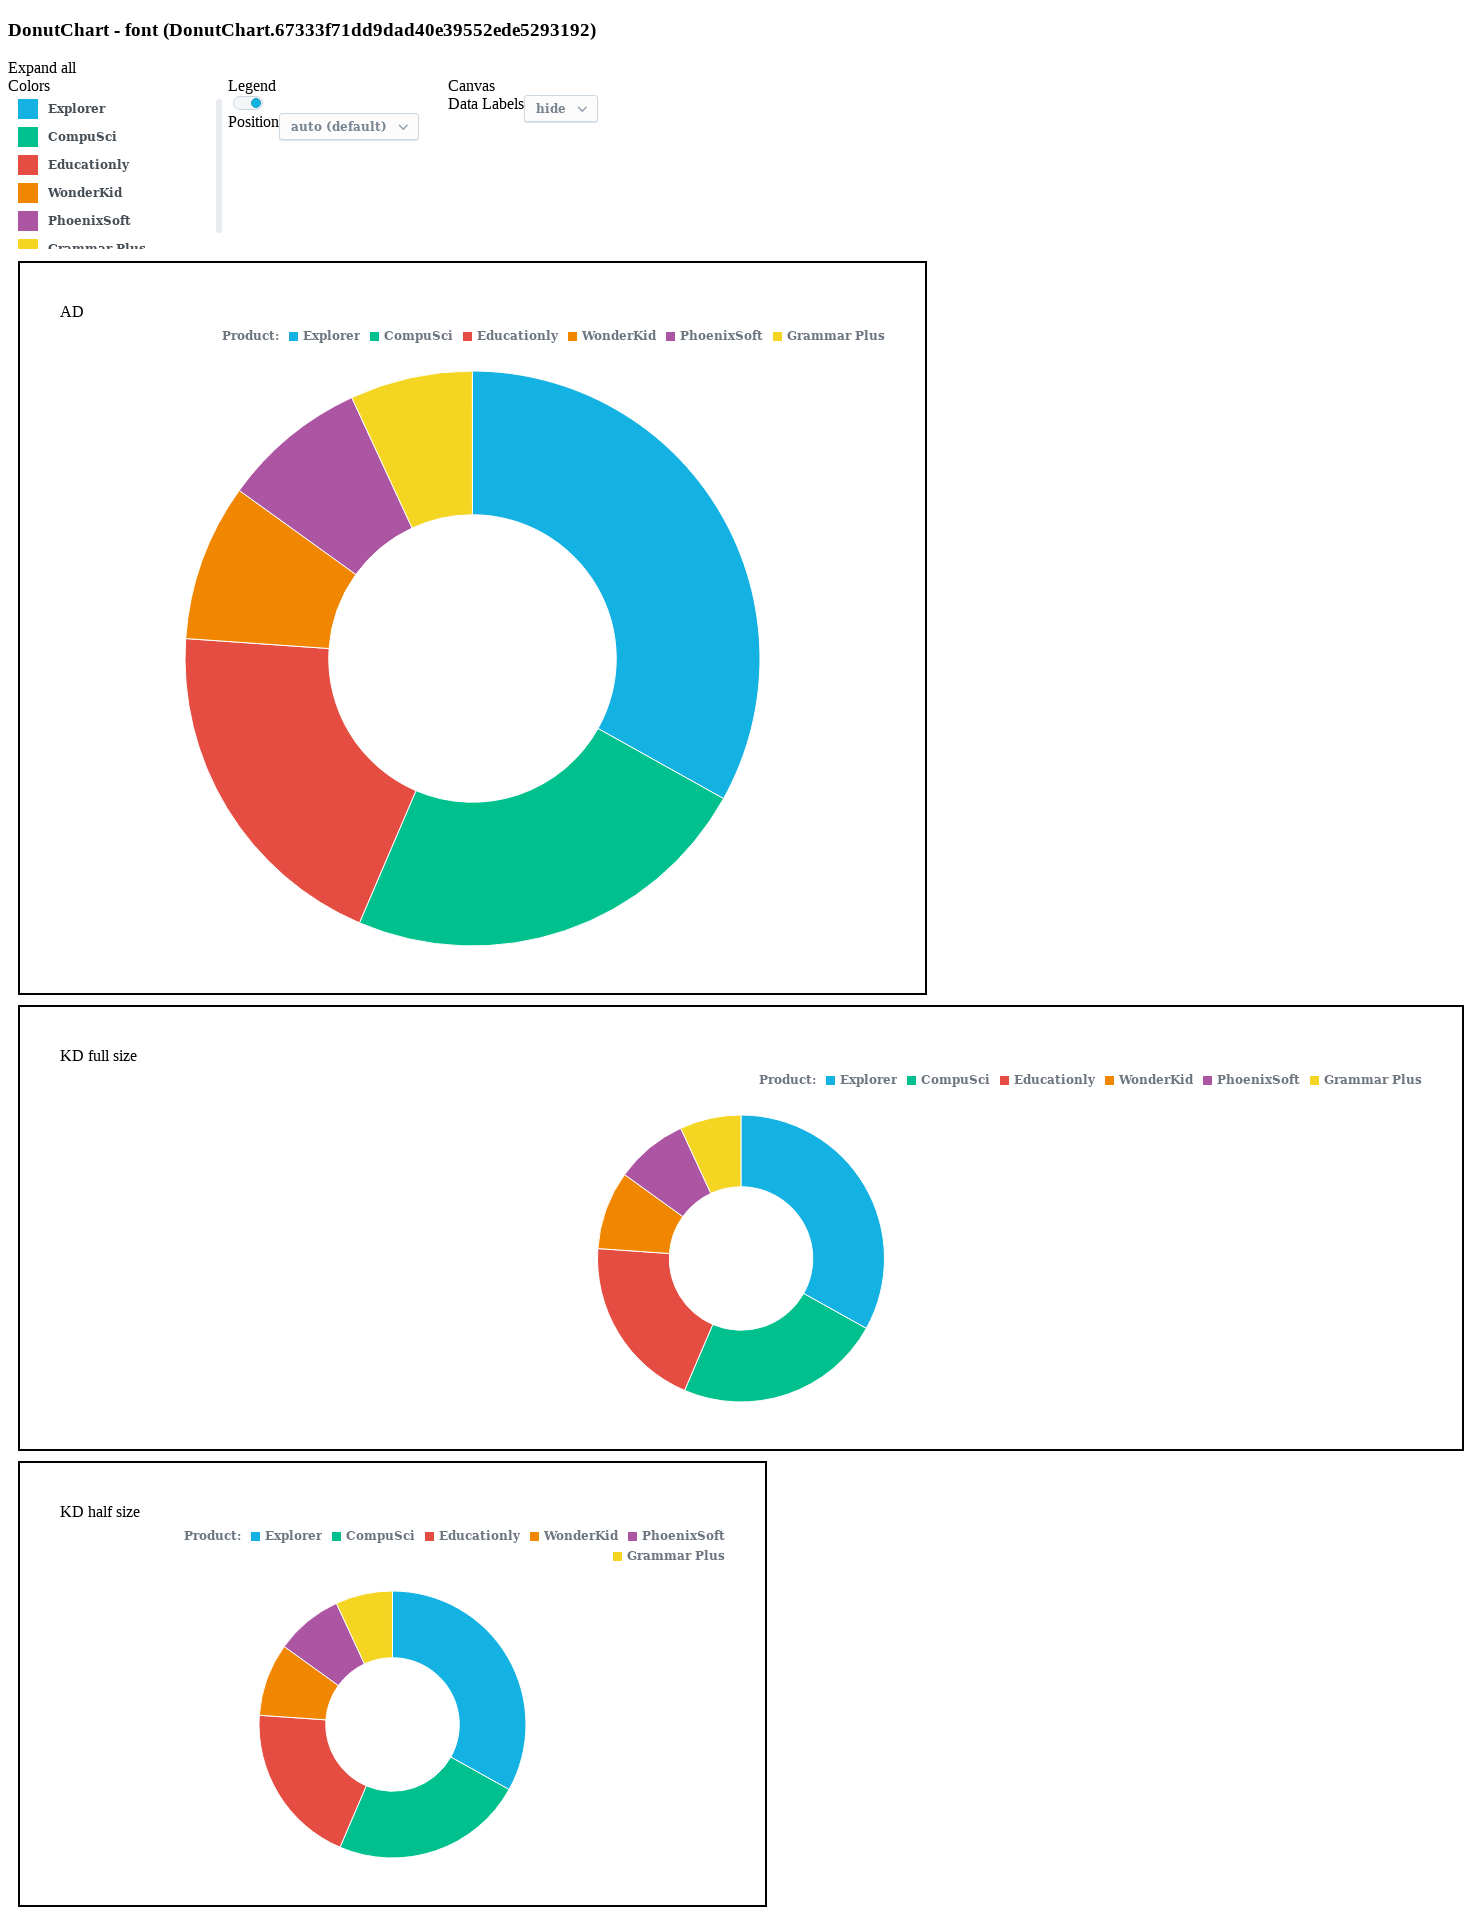 DonutChart - font (DonutChart.67333f71dd9dad40e39552ede5293192)
Expand all
Colors
Explorer
CompuSci
Educationly
WonderKid
PhoenixSoft
Grammar Plus
Legend
Position auto (default)
Canvas
Data Labels hide
AD
Product: Explorer CompuSci Educationly WonderKid PhoenixSoft Grammar Plus
KD full size
Product: Explorer CompuSci Educationly WonderKid PhoenixSoft Grammar Plus
KD half size
Product: Explorer CompuSci Educationly WonderKid PhoenixSoft
Grammar Plus